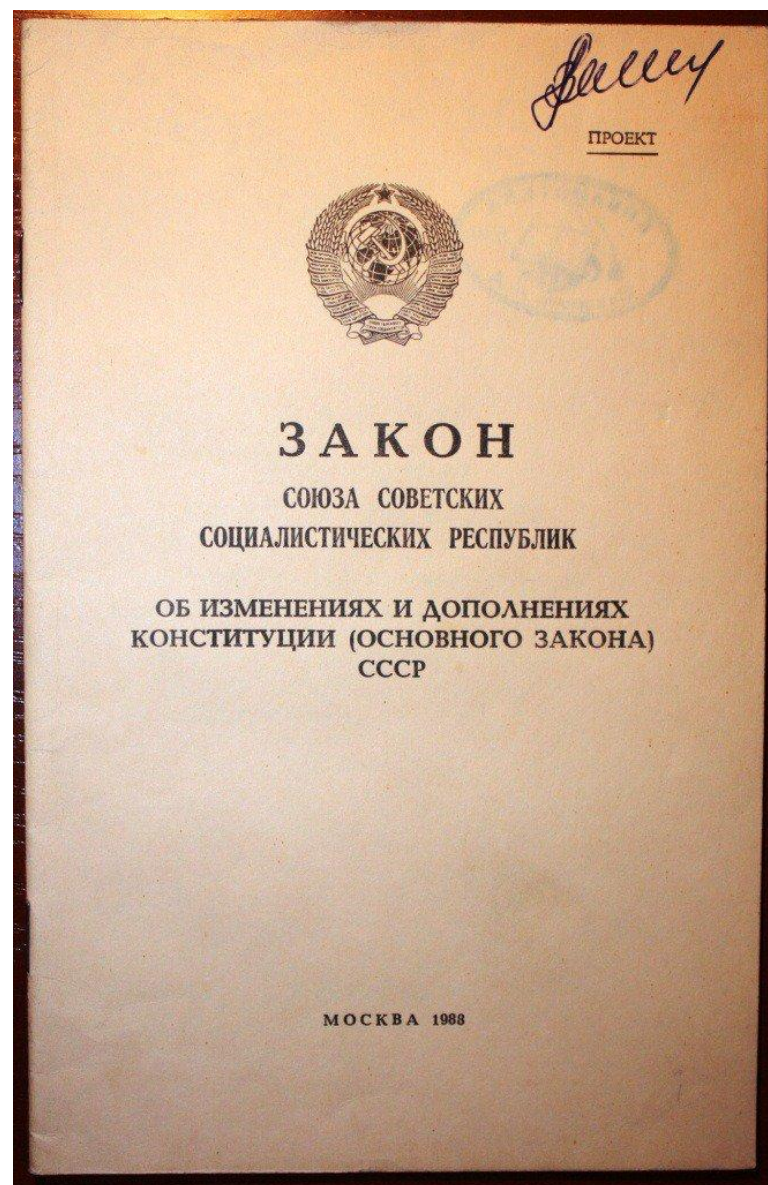 ПРОЕКТ
ЗАКОН
СОЮЗА СОВЕТСКИХ
СОЦИАЛИСТИЧЕСКИХ РЕСПУБЛИК
ОБ ИЗМЕНЕНИЯХ И ДОПОЛНЕНИЯХ
КОНСТИТУЦИИ (ОСНОВНОГО ЗАКОНА)
СССР
МОСКВА 1988